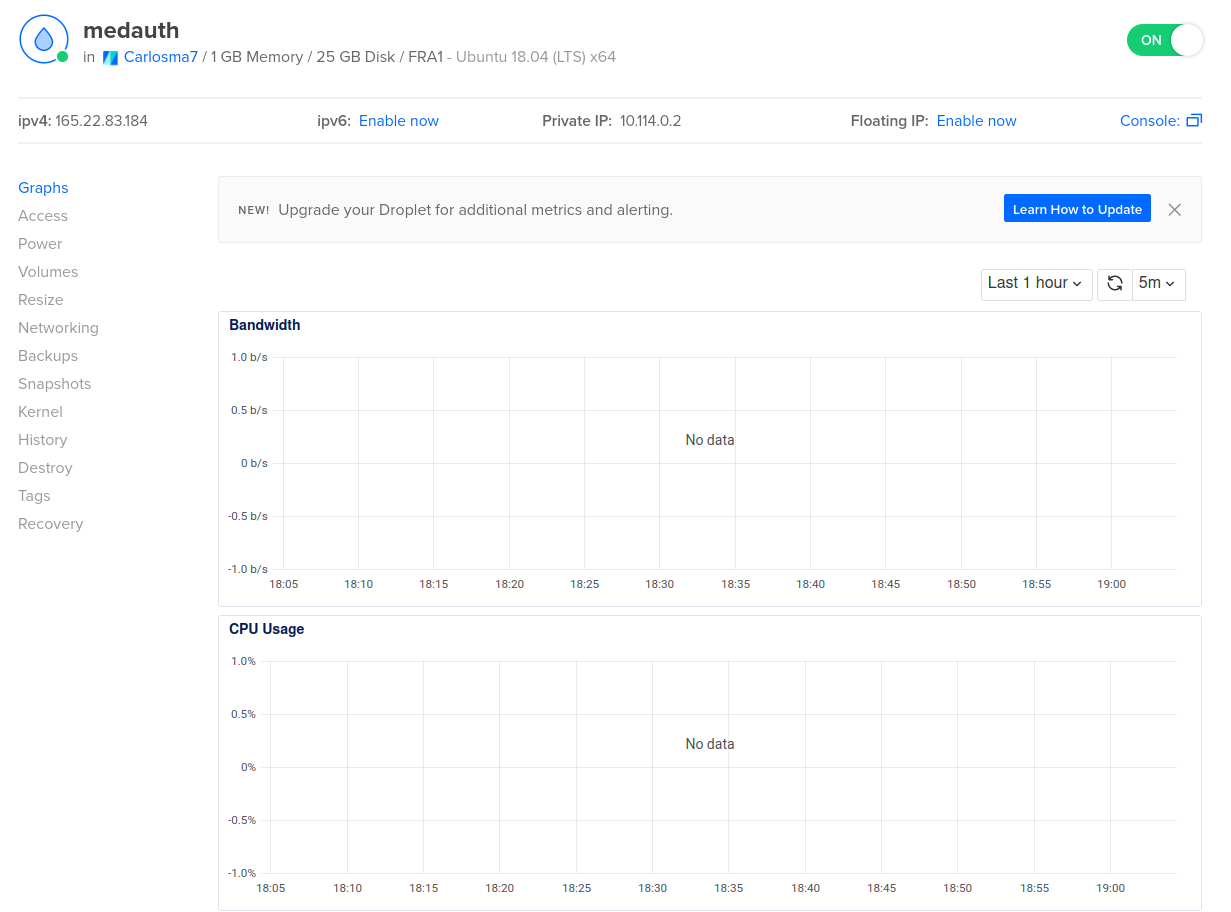 medauth
in Carlosma7 / 1 GB Memory / 25 GB Disk / FRA1 - Ubuntu 18.04 (LTS) x64
ON
ipv4: 165.22.83.184 ipv6: Enable now Private IP: 10.114.0.2 Floating IP: Enable now Console:
Graphs
Access
Power
Volumes
Resize
Networking
Backups
Snapshots
Kernel
History
Destroy
Tags
Recovery
NEW! Upgrade your Droplet for additional metrics and alerting. Learn How to Update
Last 1 hour 5m
Bandwidth
1.0 b/s
0.5 b/s
No data
0 b/s
-0.5 b/s
-1.0 b/s
18:05 18:10 18:15 18:20 18:25 18:30 18:35 18:40 18:45 18:50 18:55 19:00
CPU Usage
1.0%
0.5%
No data
0%
-0.5%
-1.0%
18:05 18:10 18:15 18:20 18:25 18:30 18:35 18:40 18:45 18:50 18:55 19:00